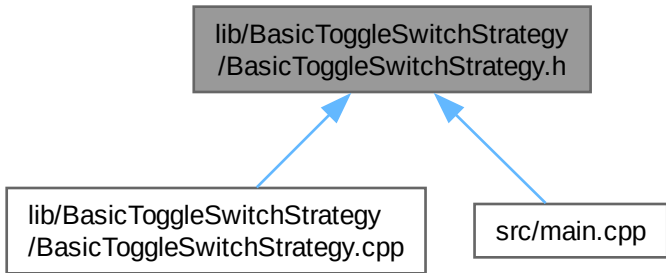 lib/BasicToggleSwitchStrategy
/BasicToggleSwitchStrategy.h
lib/BasicToggleSwitchStrategy
/BasicToggleSwitchStrategy.cpp
src/main.cpp